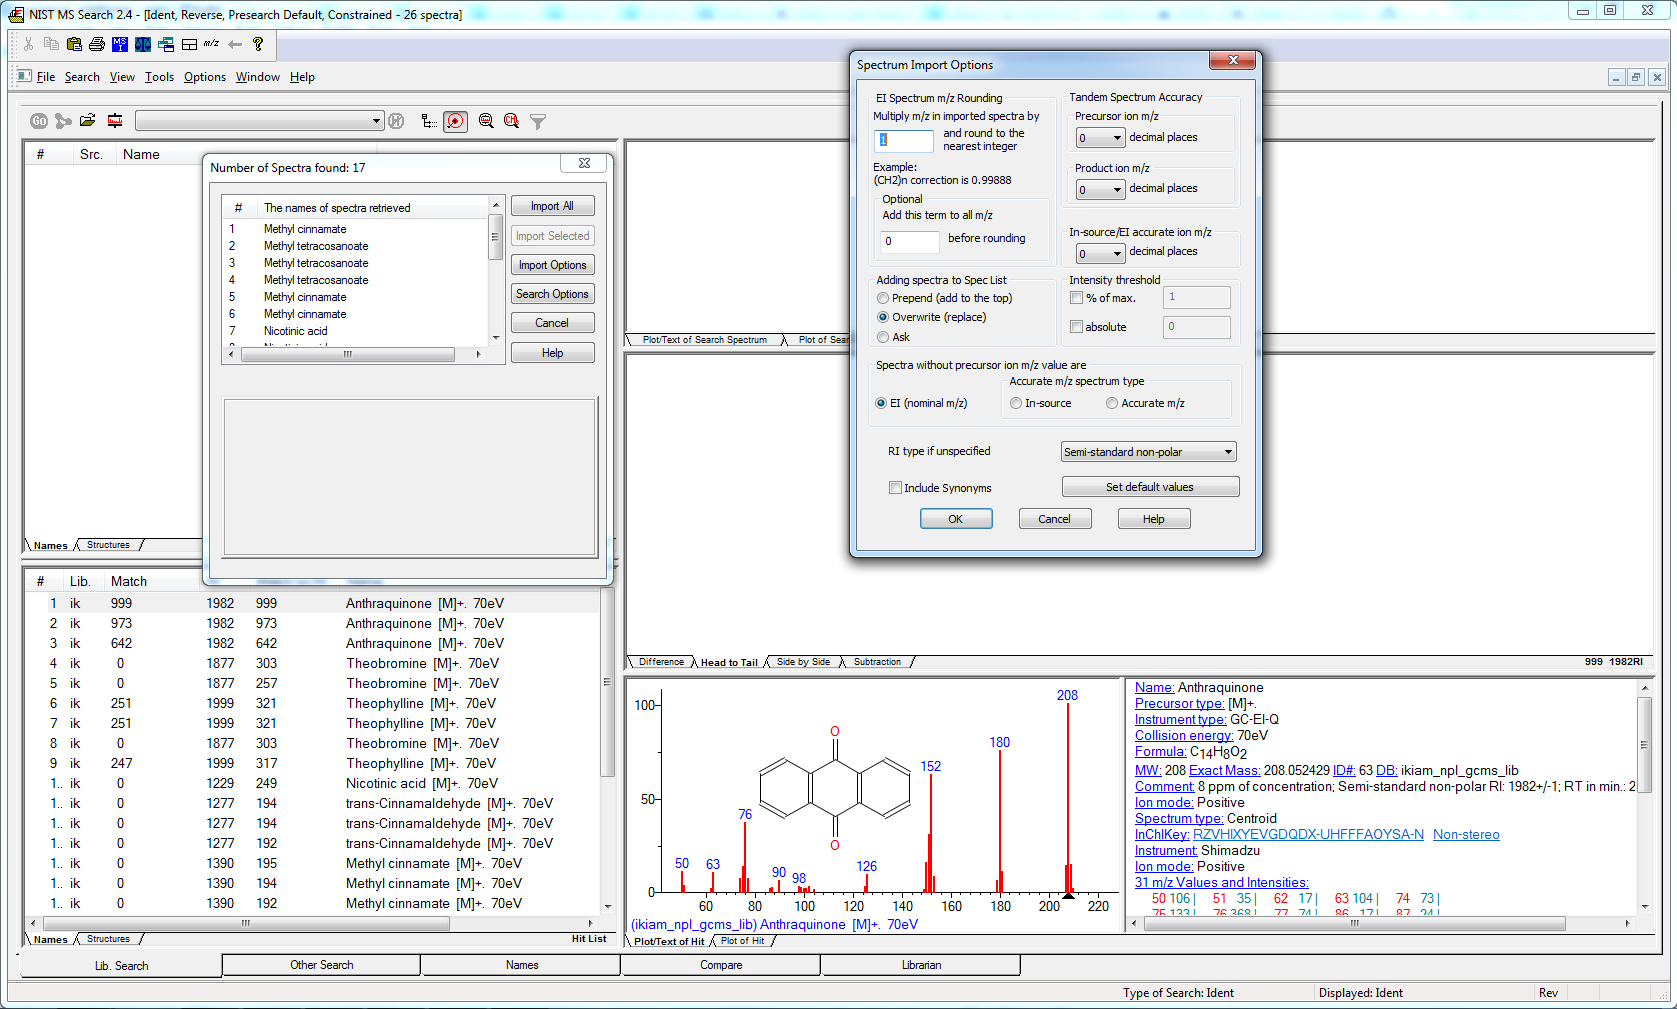 NIST MS Search 2.4 - [Ident, Reverse, Presearch Default, Constrained - 26 spectra]
File Search View Tools Options Window Help
# Src. Name
Number of Spectra found: 17
# The names of spectra retrieved
1 Methyl cinnamate
2 Methyl tetracosanoate
3 Methyl tetracosanoate
4 Methyl tetracosanoate
5 Methyl cinnamate
6 Methyl cinnamate
7 Nicotinic acid
Import All
Import Selected
Import Options
Search Options
Cancel
Help
Spectrum Import Options
EI Spectrum m/z Rounding
Multiply m/z in imported spectra by
1 and round to the
nearest integer
Example:
(CH2)n correction is 0.99888
Optional
Add this term to all m/z
0 before rounding
Tandem Spectrum Accuracy
Precursor ion m/z
0 decimal places
Product ion m/z
0 decimal places
In-source/EI accurate ion m/z
0 decimal places
Adding spectra to Spec List
Prepend (add to the top)
Overwrite (replace)
Ask
Intensity threshold
% of max. 1
absolute 0
Spectra without precursor ion m/z value are
Accurate m/z spectrum type
EI (nominal m/z) In-source Accurate m/z
RI type if unspecified Semi-standard non-polar
Include Synonyms Set default values
OK Cancel Help
Plot/Text of Search Spectrum Plot of Sear
Names Structures
# Lib. Match
1 ik 999 1982 999 Anthraquinone [M]+. 70eV
2 ik 973 1982 973 Anthraquinone [M]+. 70eV
3 ik 642 1982 642 Anthraquinone [M]+. 70eV
4 ik 0 1877 303 Theobromine [M]+. 70eV
5 ik 0 1877 257 Theobromine [M]+. 70eV
6 ik 251 1999 321 Theophylline [M]+. 70eV
7 ik 251 1999 321 Theophylline [M]+. 70eV
8 ik 0 1877 303 Theobromine [M]+. 70eV
9 ik 247 1999 317 Theophylline [M]+. 70eV
1.. ik 0 1229 249 Nicotinic acid [M]+. 70eV
1.. ik 0 1277 194 trans-Cinnamaldehyde [M]+. 70eV
1.. ik 0 1277 194 trans-Cinnamaldehyde [M]+. 70eV
1.. ik 0 1277 192 trans-Cinnamaldehyde [M]+. 70eV
1.. ik 0 1390 195 Methyl cinnamate [M]+. 70eV
1.. ik 0 1390 194 Methyl cinnamate [M]+. 70eV
1.. ik 0 1390 192 Methyl cinnamate [M]+. 70eV
Names Structures Hit List
Difference Head to Tail Side by Side Subtraction 999 1982RI
100
50
0
50 63 76 90 98 126 152 180 208
O
O
60 80 100 120 140 160 180 200 220
(ikiam_npl_gcms_lib) Anthraquinone [M]+. 70eV
Plot/Text of Hit Plot of Hit
Name: Anthraquinone
Precursor type: [M]+.
Instrument type: GC-EI-Q
Collision energy: 70eV
Formula: C14H8O2
MW: 208 Exact Mass: 208.052429 ID#: 63 DB: ikiam_npl_gcms_lib
Comment: 8 ppm of concentration; Semi-standard non-polar RI: 1982+/-1; RT in min.: 2
Ion mode: Positive
Spectrum type: Centroid
InChIKey: RZVHIXYEVGDQDX-UHFFFAOYSA-N Non-stereo
Instrument: Shimadzu
Ion mode: Positive
31 m/z Values and Intensities:
50 106 | 51 35 | 62 17 | 63 104 | 74 73 |
75 133 | 76 368 | 77 74 | 86 17 | 87 24 |
Lib. Search Other Search Names Compare Librarian
Type of Search: Ident Displayed: Ident Rev